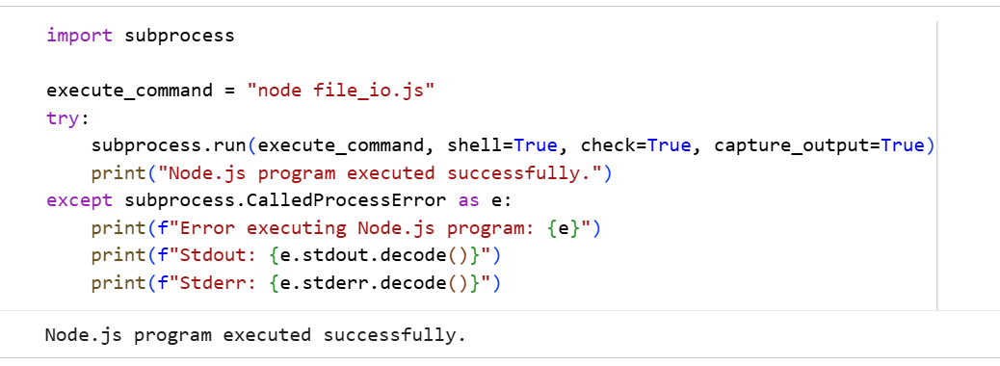 import subprocess

execute_command = "node file_io.js"
try:
    subprocess.run(execute_command, shell=True, check=True, capture_output=True)
    print("Node.js program executed successfully.")
except subprocess.CalledProcessError as e:
    print(f"Error executing Node.js program: {e}")
    print(f"Stdout: {e.stdout.decode()}")
    print(f"Stderr: {e.stderr.decode()}")
Node.js program executed successfully.